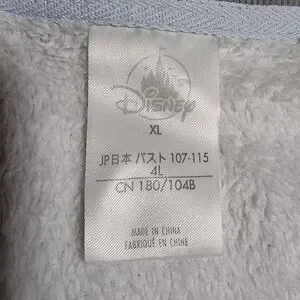 Disney
XL
JP日本 バスト 107-115
4L
CN 180/104B
MADE IN CHINA
FABRIQUÉ EN CHINE